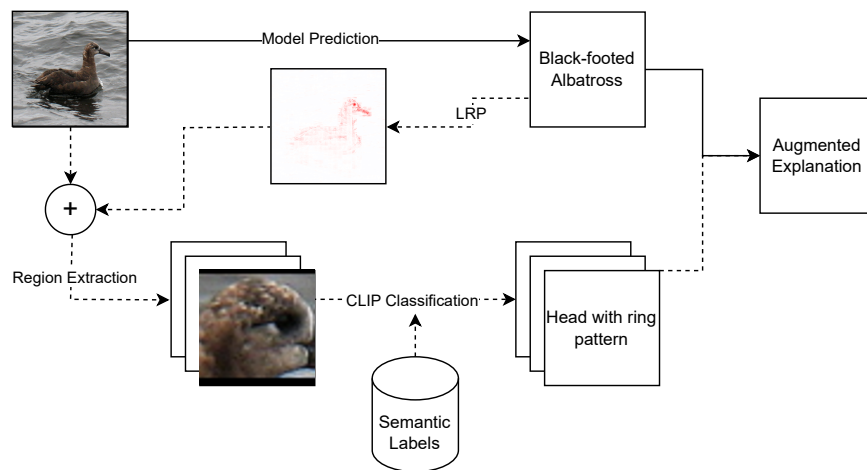 Model Prediction
Black-footed
Albatross
LRP
Augmented
Explanation
+
Region Extraction
CLIP Classification
Head with ring
pattern
Semantic
Labels